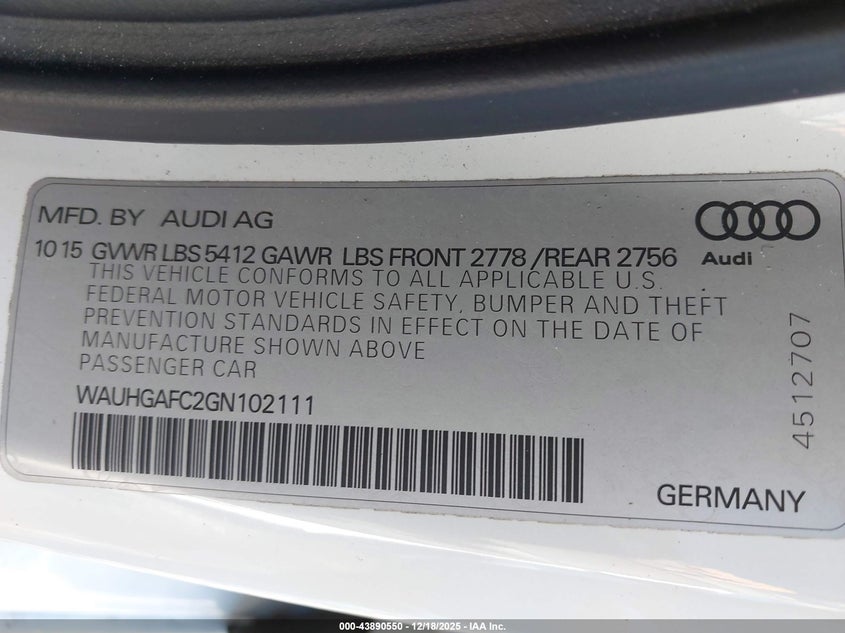 MFD. BY AUDI AG
10 15 GVWR LBS 5412 GAWR LBS FRONT 2778 /REAR 2756
Audi
THIS VEHICLE CONFORMS TO ALL APPLICABLE U.S.
FEDERAL MOTOR VEHICLE SAFETY, BUMPER AND THEFT
PREVENTION STANDARDS IN EFFECT ON THE DATE OF
MANUFACTURE SHOWN ABOVE
PASSENGER CAR
WAUHGAFC2GN102111
4512707
GERMANY
000-43890550 - 12/18/2025 - IAA Inc.